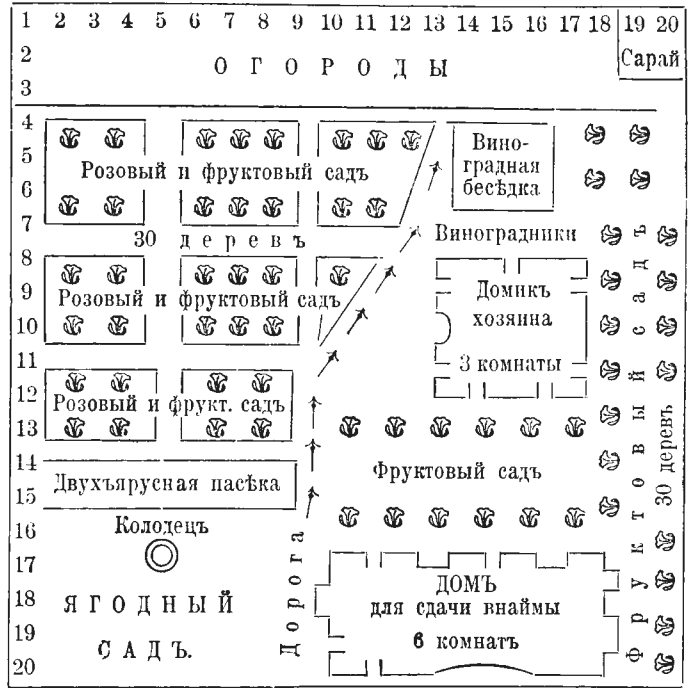 1 2 3 4 5 6 7 8 9 10 11 12 13 14 15 16 17 18 19 20
2
3
ОГОРОДЫ
Сарай
4
5
6
7
Розовый и фруктовый садъ
Вино-
градная
бесѣдка
30 деревъ
Виноградники
8
9
10
Розовый и фруктовый садъ
Домикъ
хозяина
3 комнаты
11
12
13
Розовый и фрукт. садъ
14
15
Двухъярусная пасѣка
Фруктовый садъ
16
17
18
19
20
Колодецъ
ЯГОДНЫЙ
САДЪ.
Дорога
ДОМЪ
для сдачи внаймы
6 комнатъ
Фруктовый садъ
30 деревъ